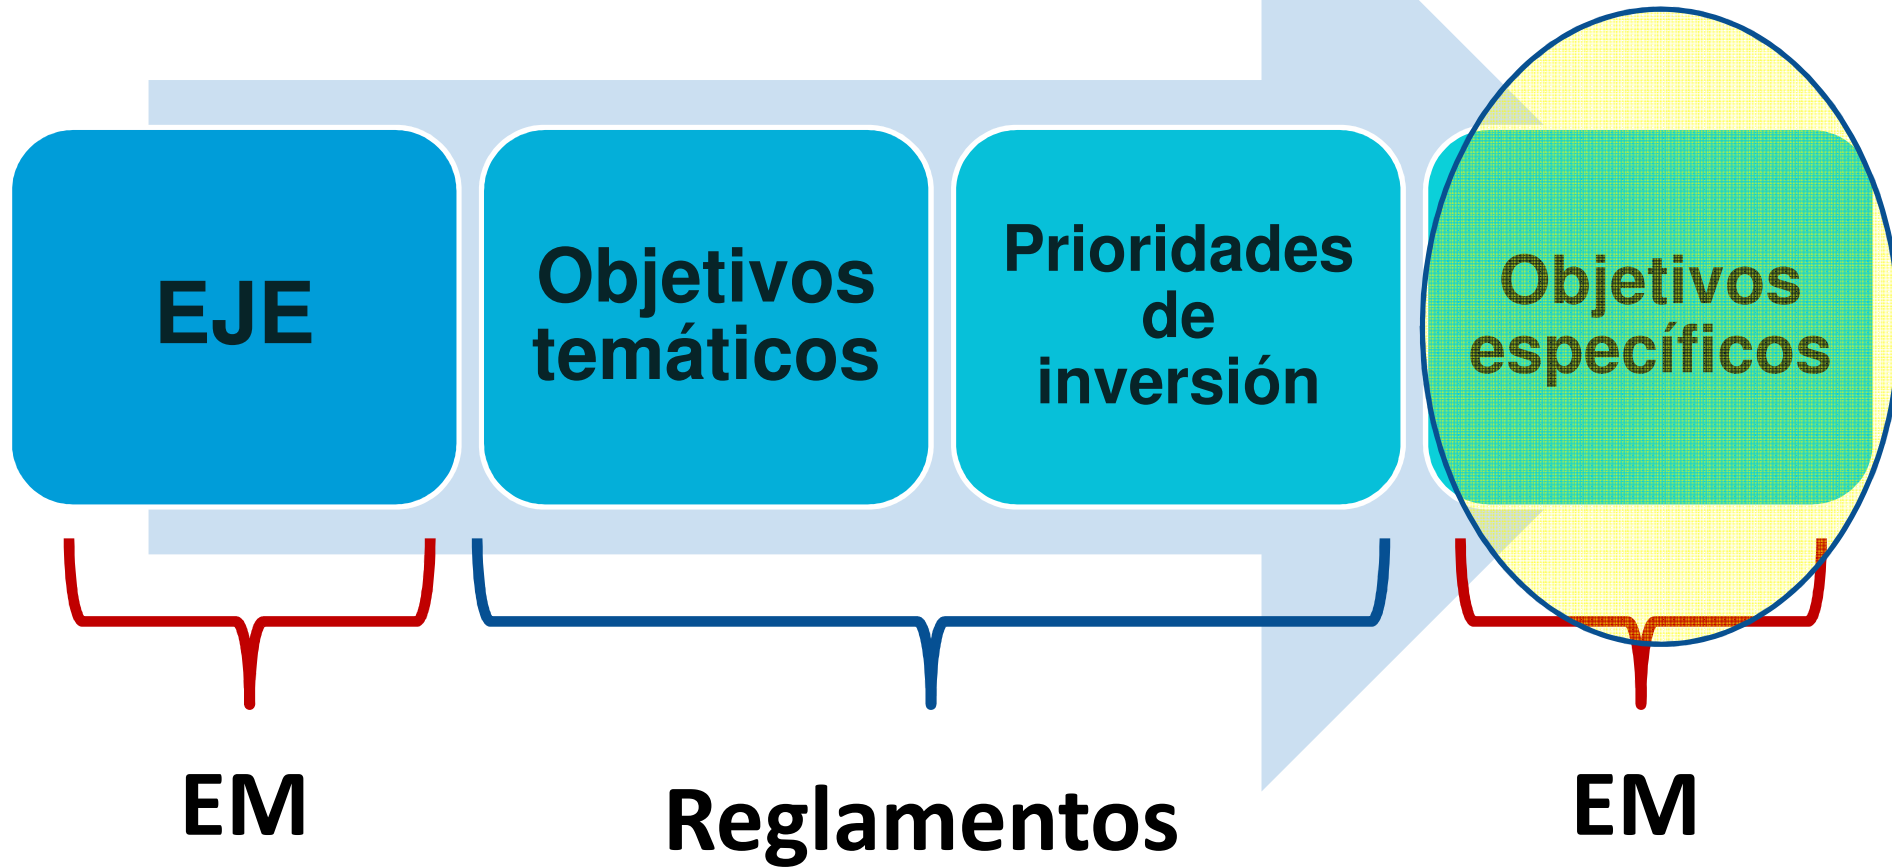 EJE
Objetivos
temáticos
Prioridades
de
inversión
Objetivos
específicos
EM
Reglamentos
EM